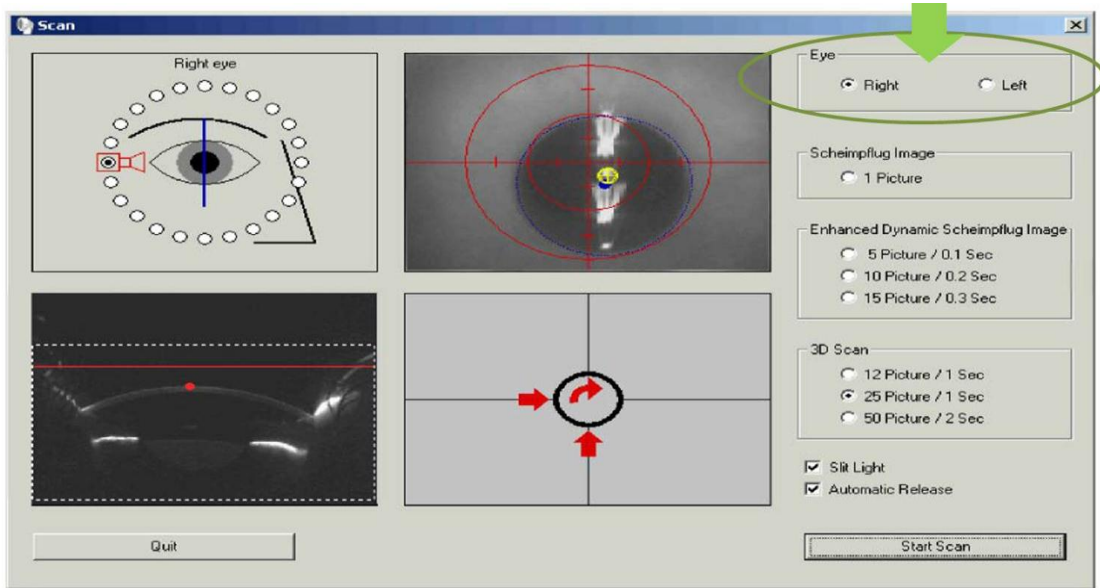 Scan
Right eye
Eye
Right
Left
Scheimpflug Image
1 Picture
Enhanced Dynamic Scheimpflug Image
5 Picture / 0.1 Sec
10 Picture / 0.2 Sec
15 Picture / 0.3 Sec
3D Scan
12 Picture / 1 Sec
25 Picture / 1 Sec
50 Picture / 2 Sec
Slit Light
Automatic Release
Quit
Start Scan